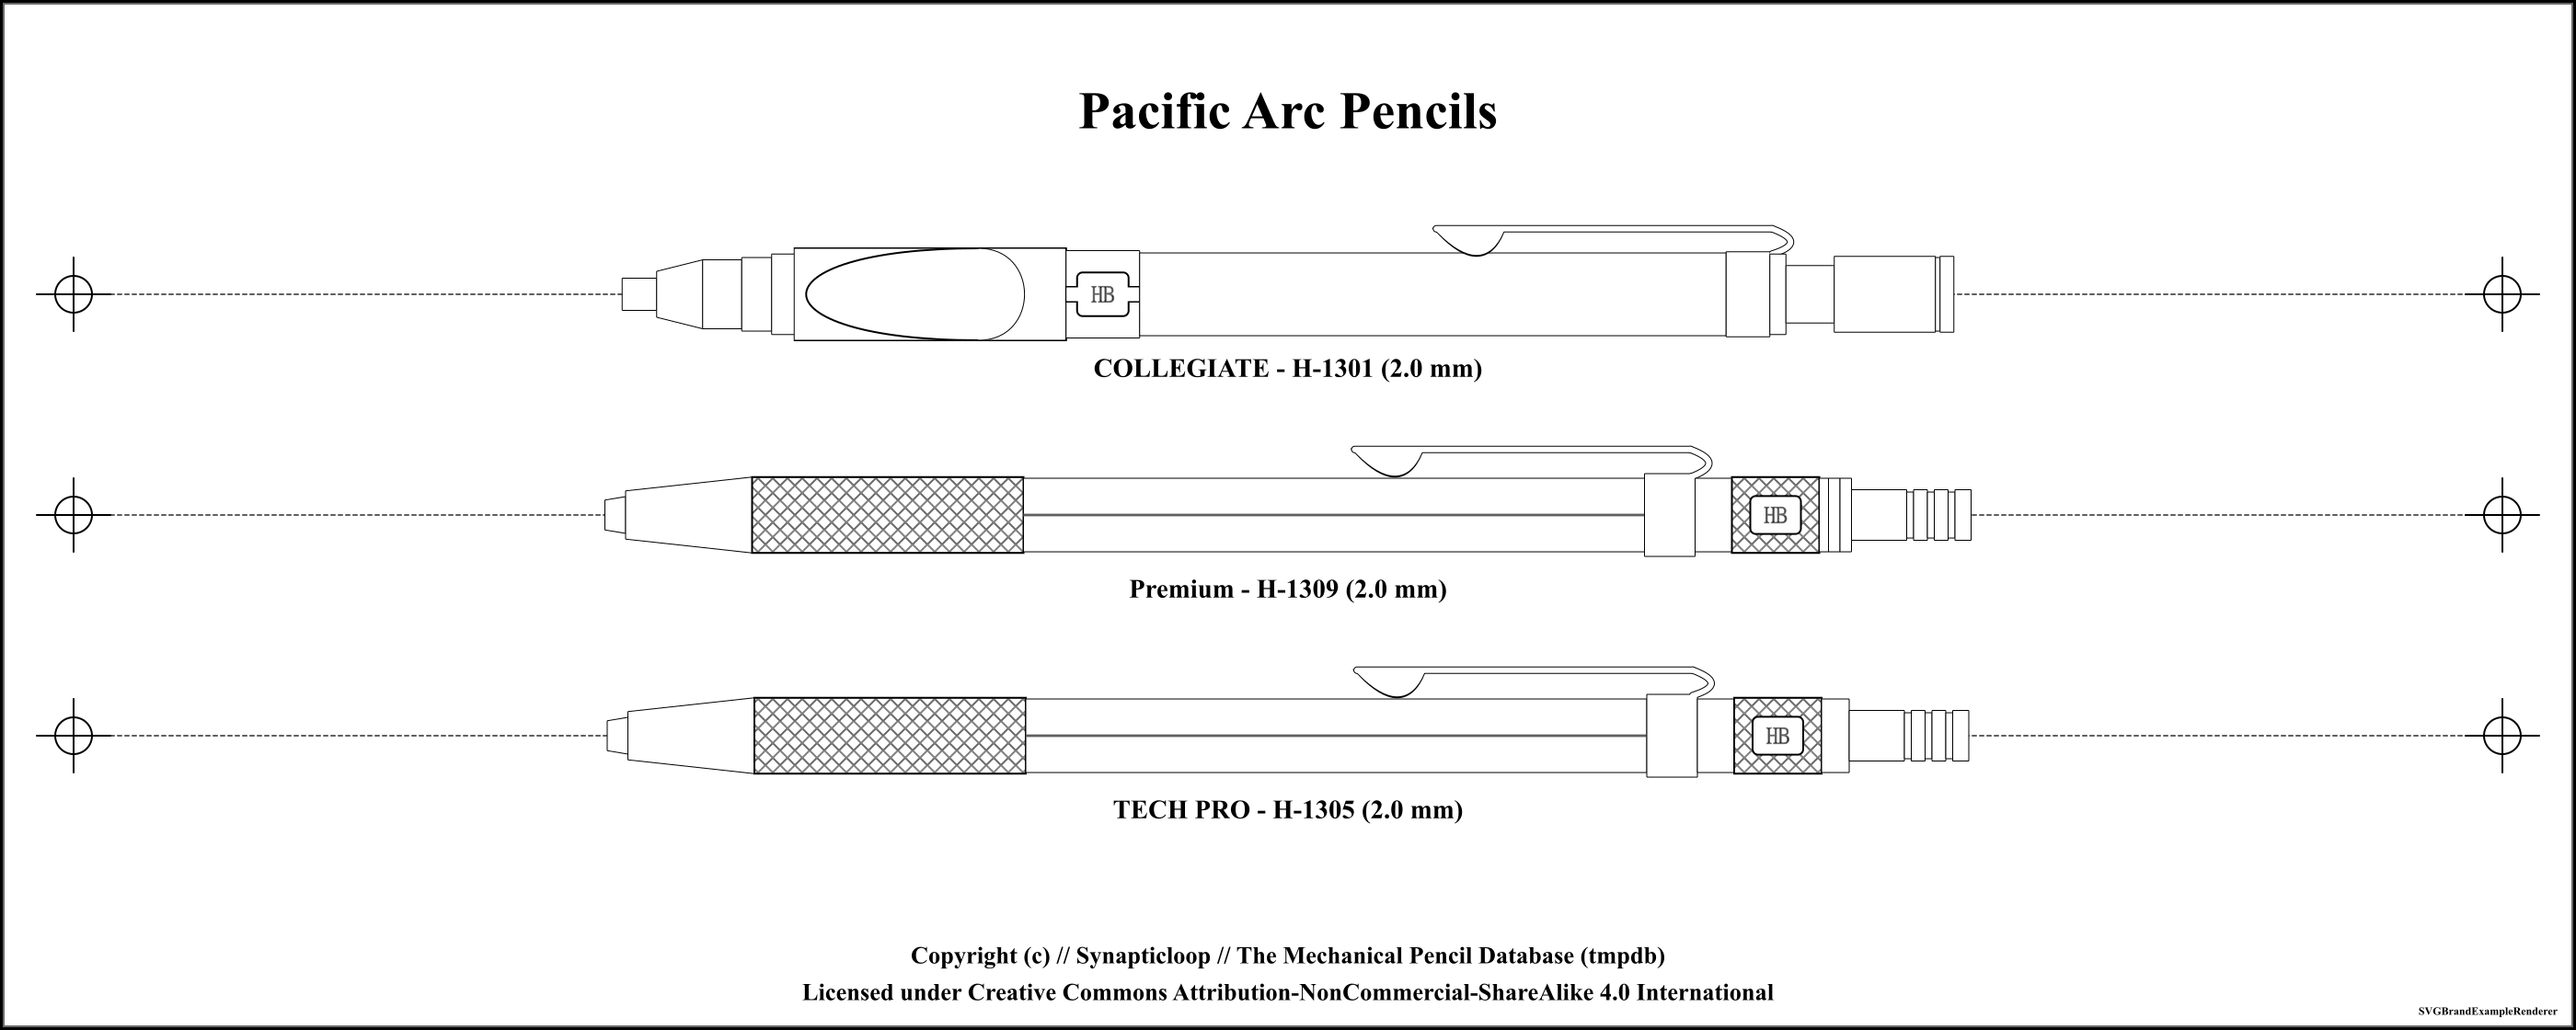 Pacific Arc Pencils
HB
COLLEGIATE - H-1301 (2.0 mm)
HB
Premium - H-1309 (2.0 mm)
HB
TECH PRO - H-1305 (2.0 mm)
Copyright (c) // Synapticloop // The Mechanical Pencil Database (tmpdb)
Licensed under Creative Commons Attribution-NonCommercial-ShareAlike 4.0 International
SVGBrandExampleRenderer